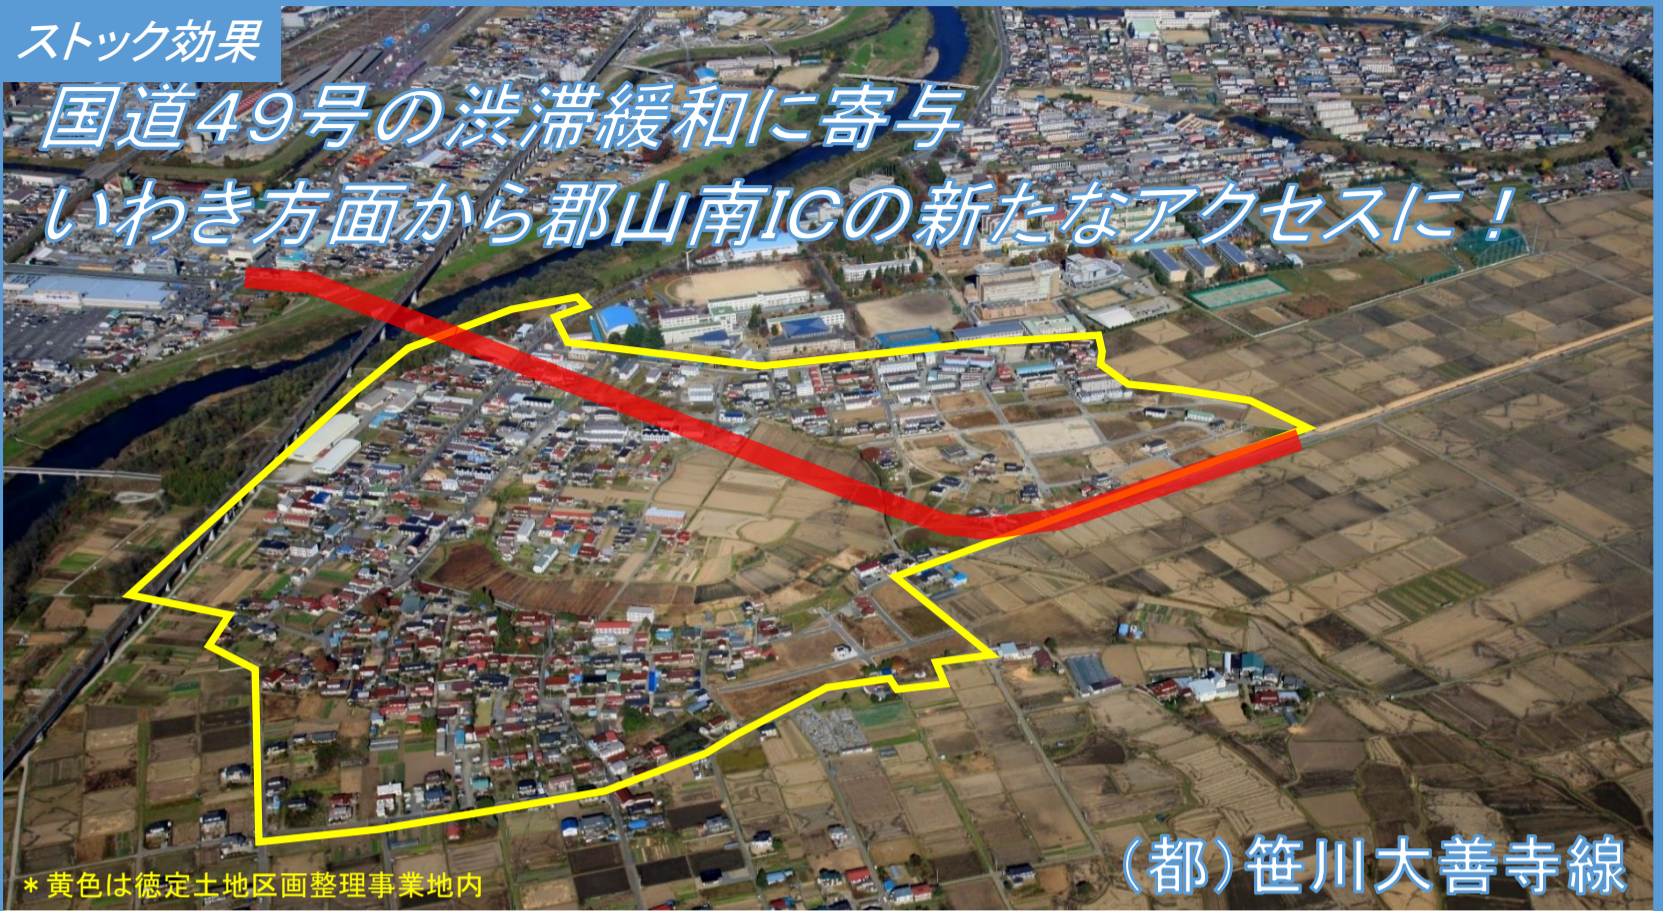 ストック効果
国道49号の渋滞緩和に寄与
いわき方面から郡山南ICの新たなアクセスに！
(都)笹川大善寺線
*黄色は徳定土地区画整理事業地内